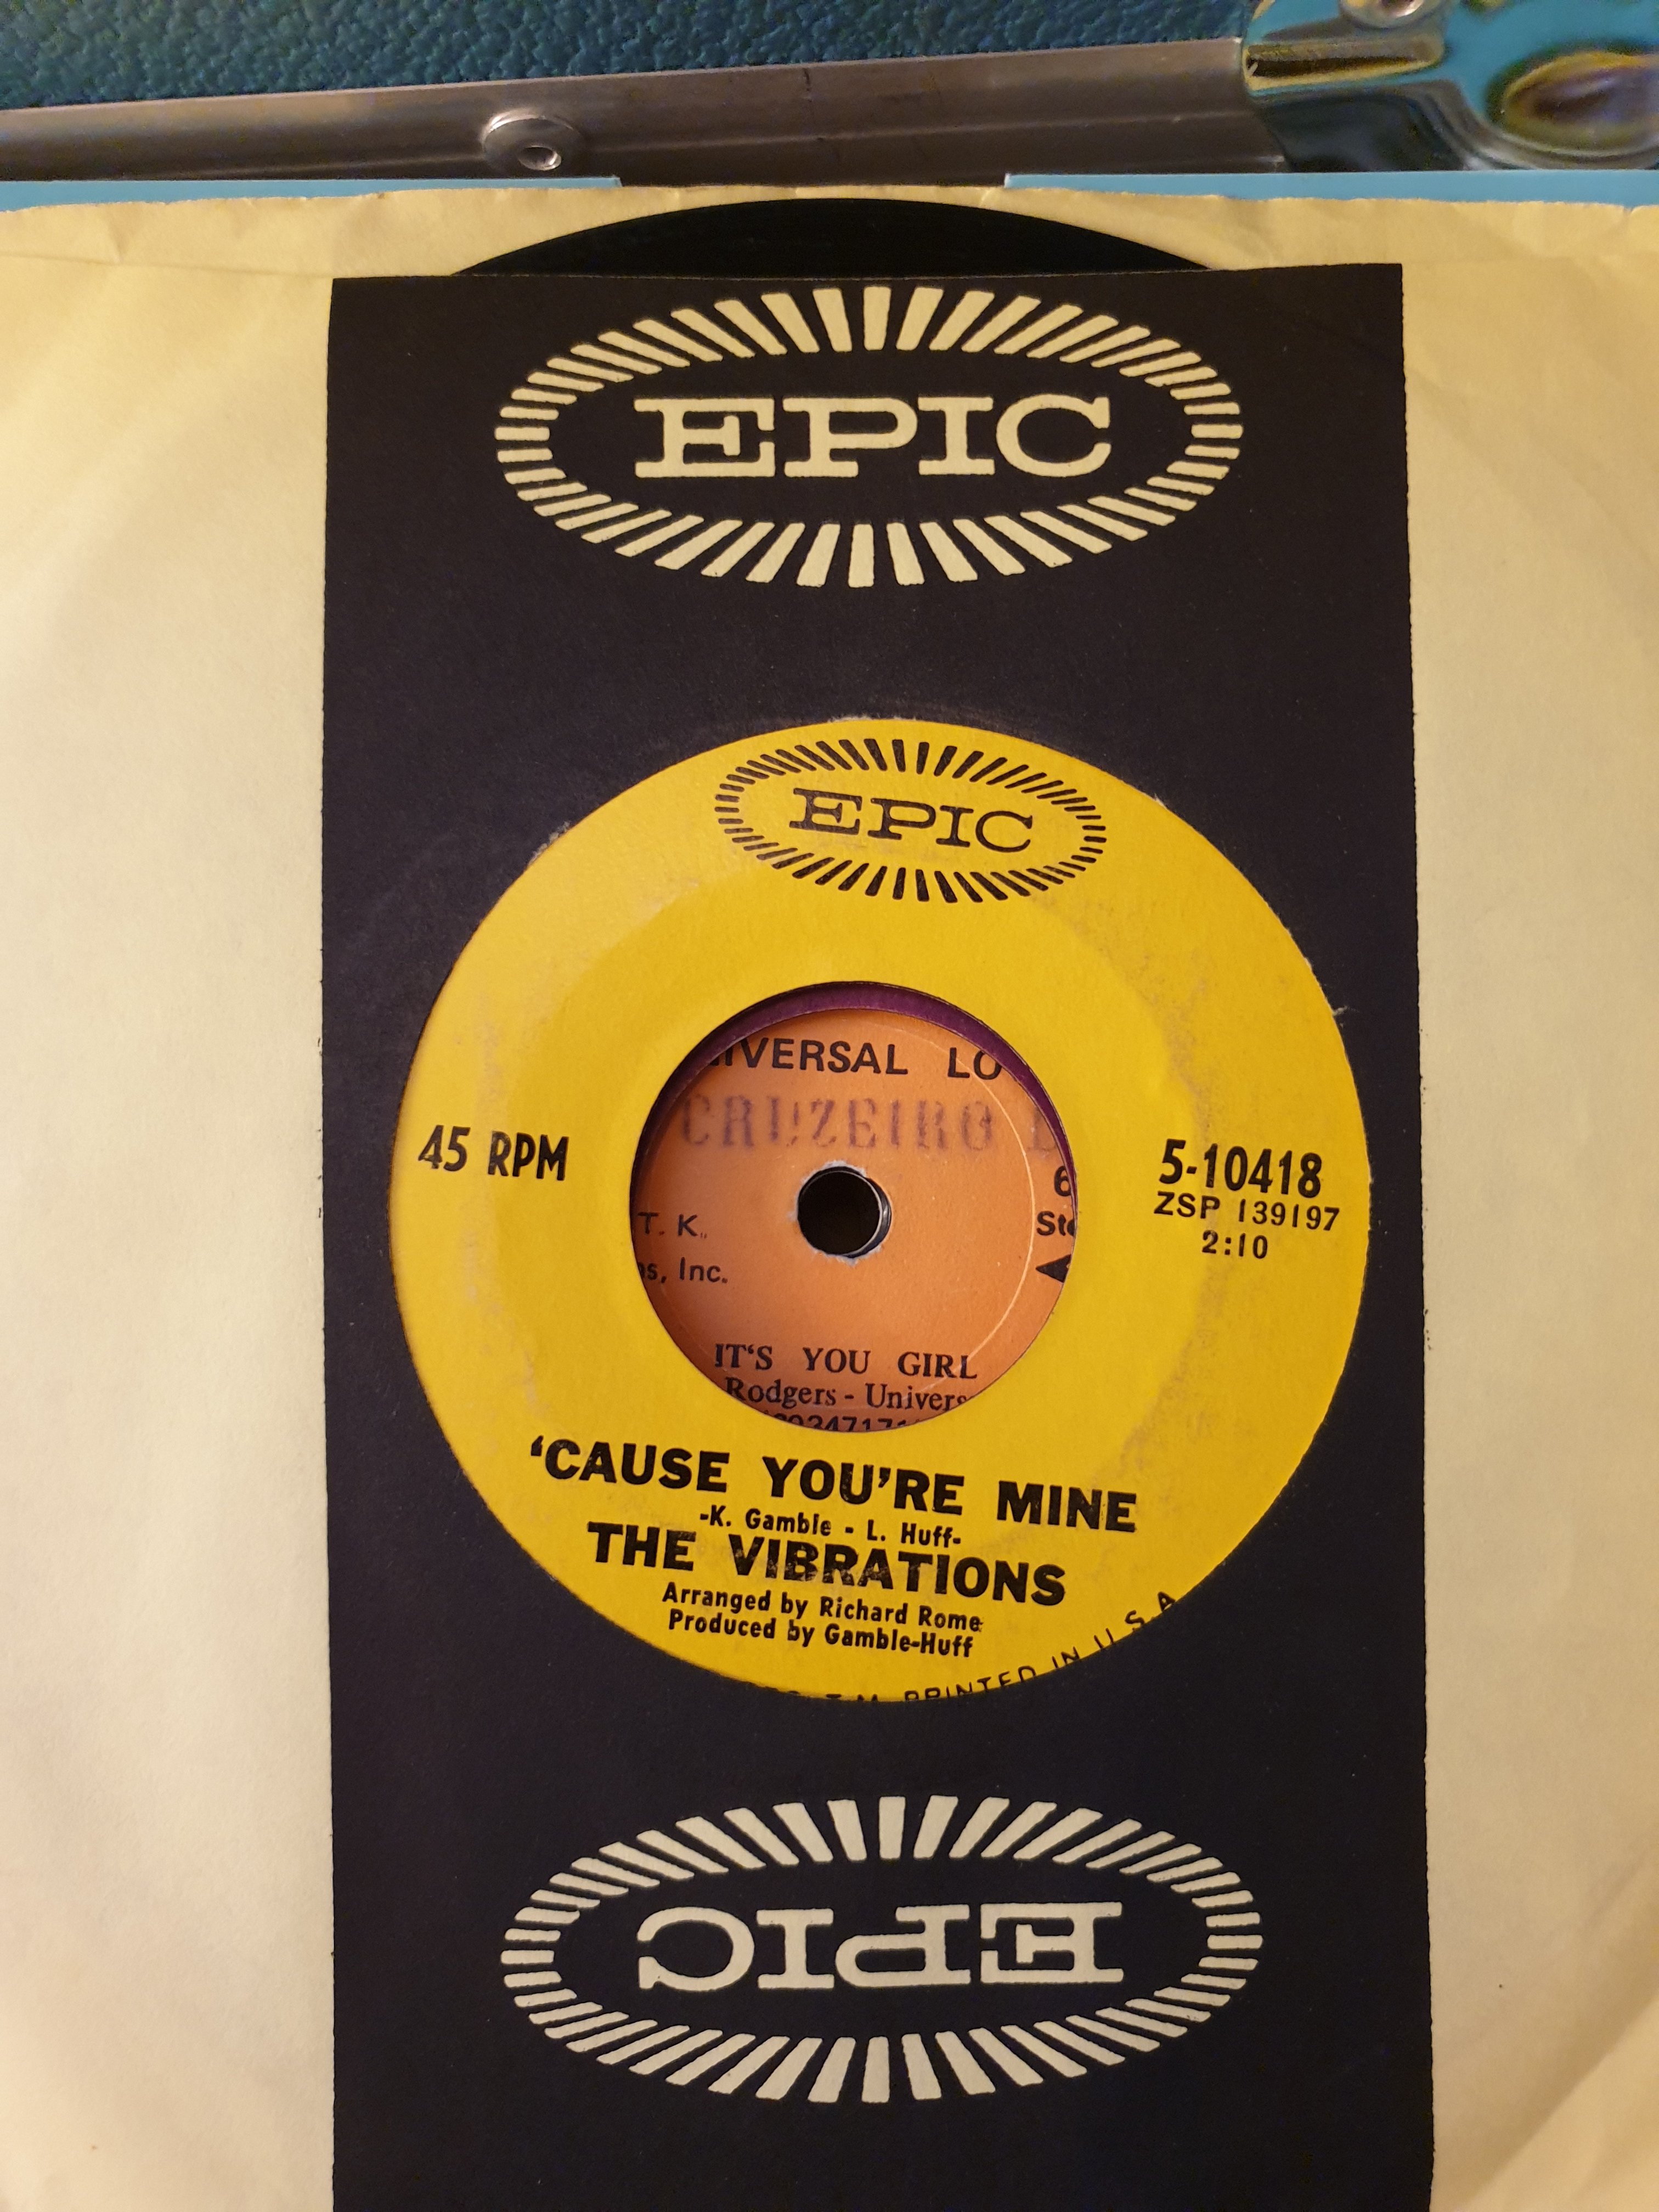 EPIC
EPIC
IVERSAL LO
CRUZEIRO
45 RPM
5-10418
ZSP 139197
2:10
6
T. K.
St
s, Inc.
IT'S YOU GIRL
Rodgers - Univers
'CAUSE YOU'RE MINE
-K. Gamble - L. Huff-
THE VIBRATIONS
Arranged by Richard Rome
Produced by Gamble-Huff
T.M. PRINTED IN U.S.A.
EPIC